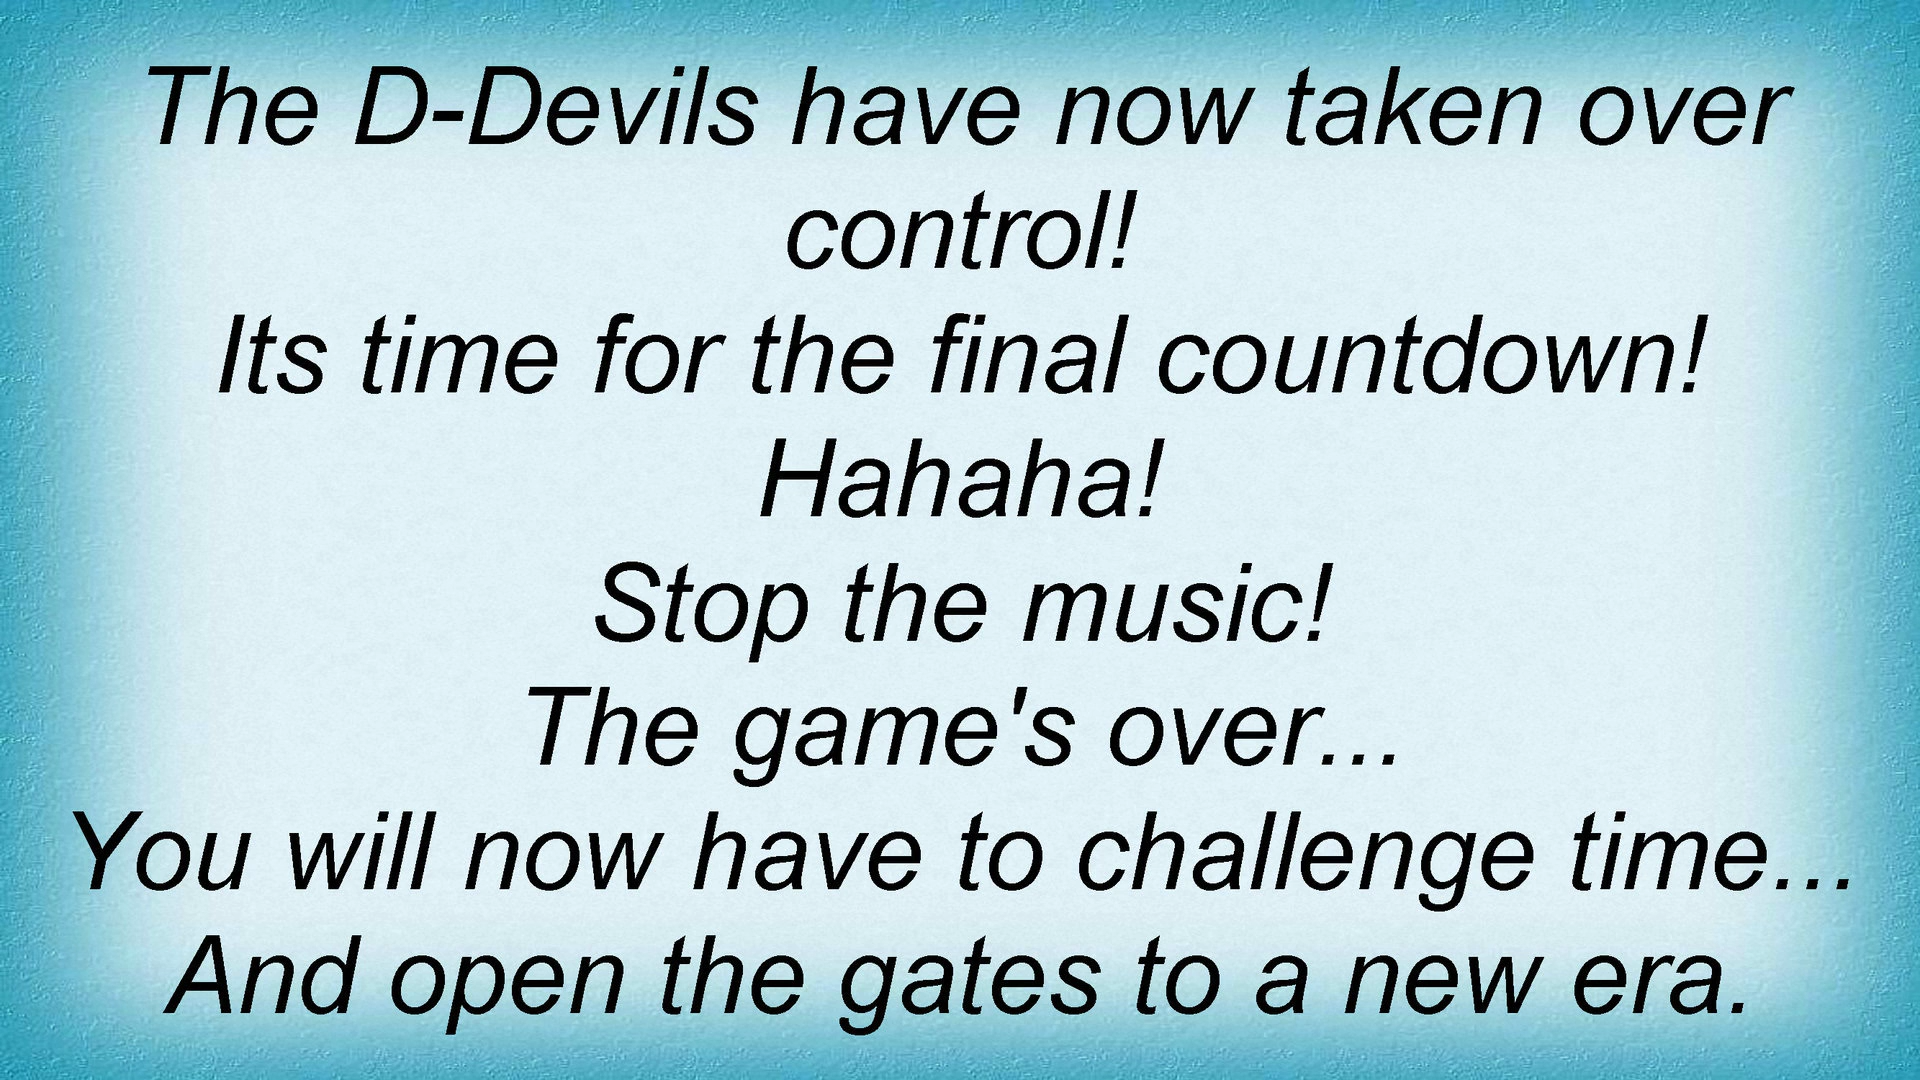 The D-Devils have now taken over
control!
Its time for the final countdown!
Hahaha!
Stop the music!
The game's over...
You will now have to challenge time...
And open the gates to a new era.